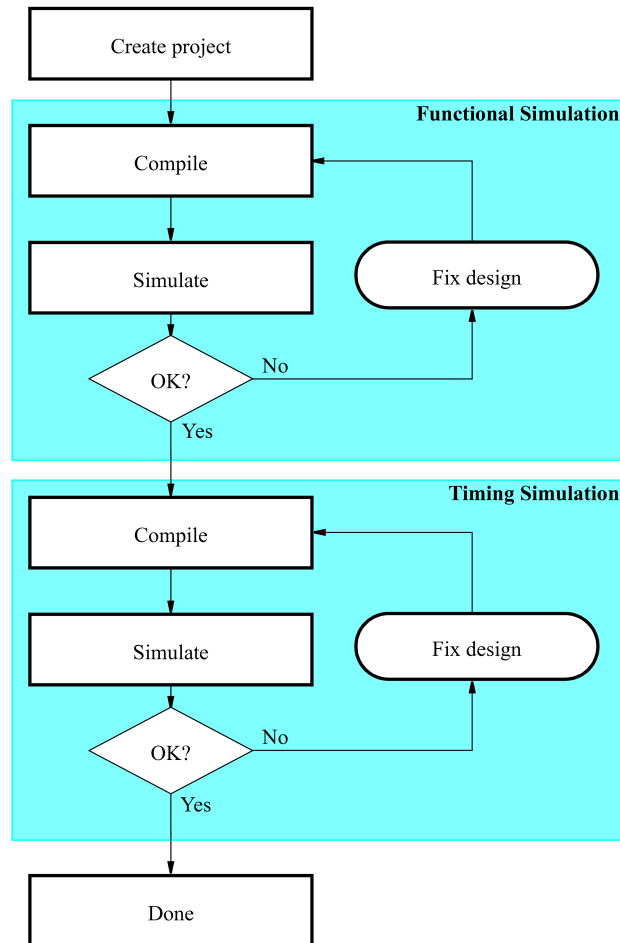 Create project
Functional Simulation
Compile
Simulate
Fix design
OK?
No
Yes
Timing Simulation
Compile
Simulate
Fix design
OK?
No
Yes
Done